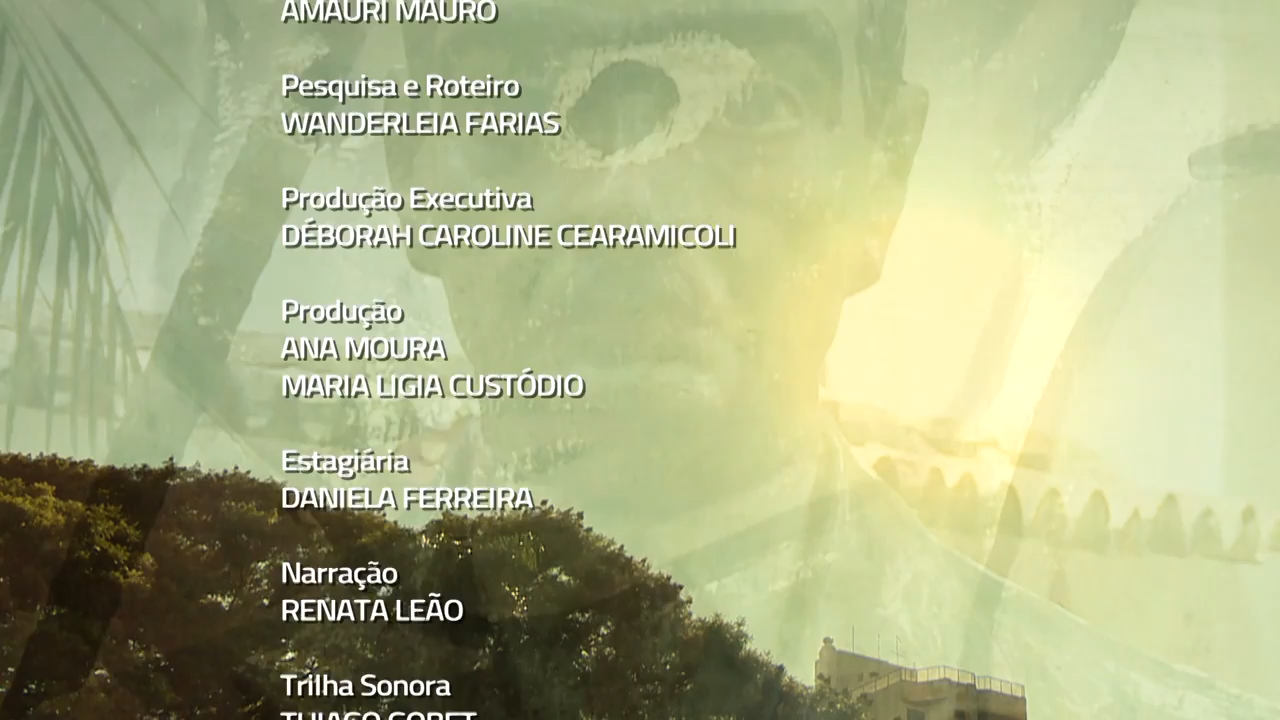 AMAURI MAURO
Pesquisa e Roteiro
WANDERLEIA FARIAS
Produção Executiva
DÉBORAH CAROLINE CEARAMICOLI
Produção
ANA MOURA
MARIA LIGIA CUSTÓDIO
Estagiária
DANIELA FERREIRA
Narração
RENATA LEÃO
Trilha Sonora
THIAGO